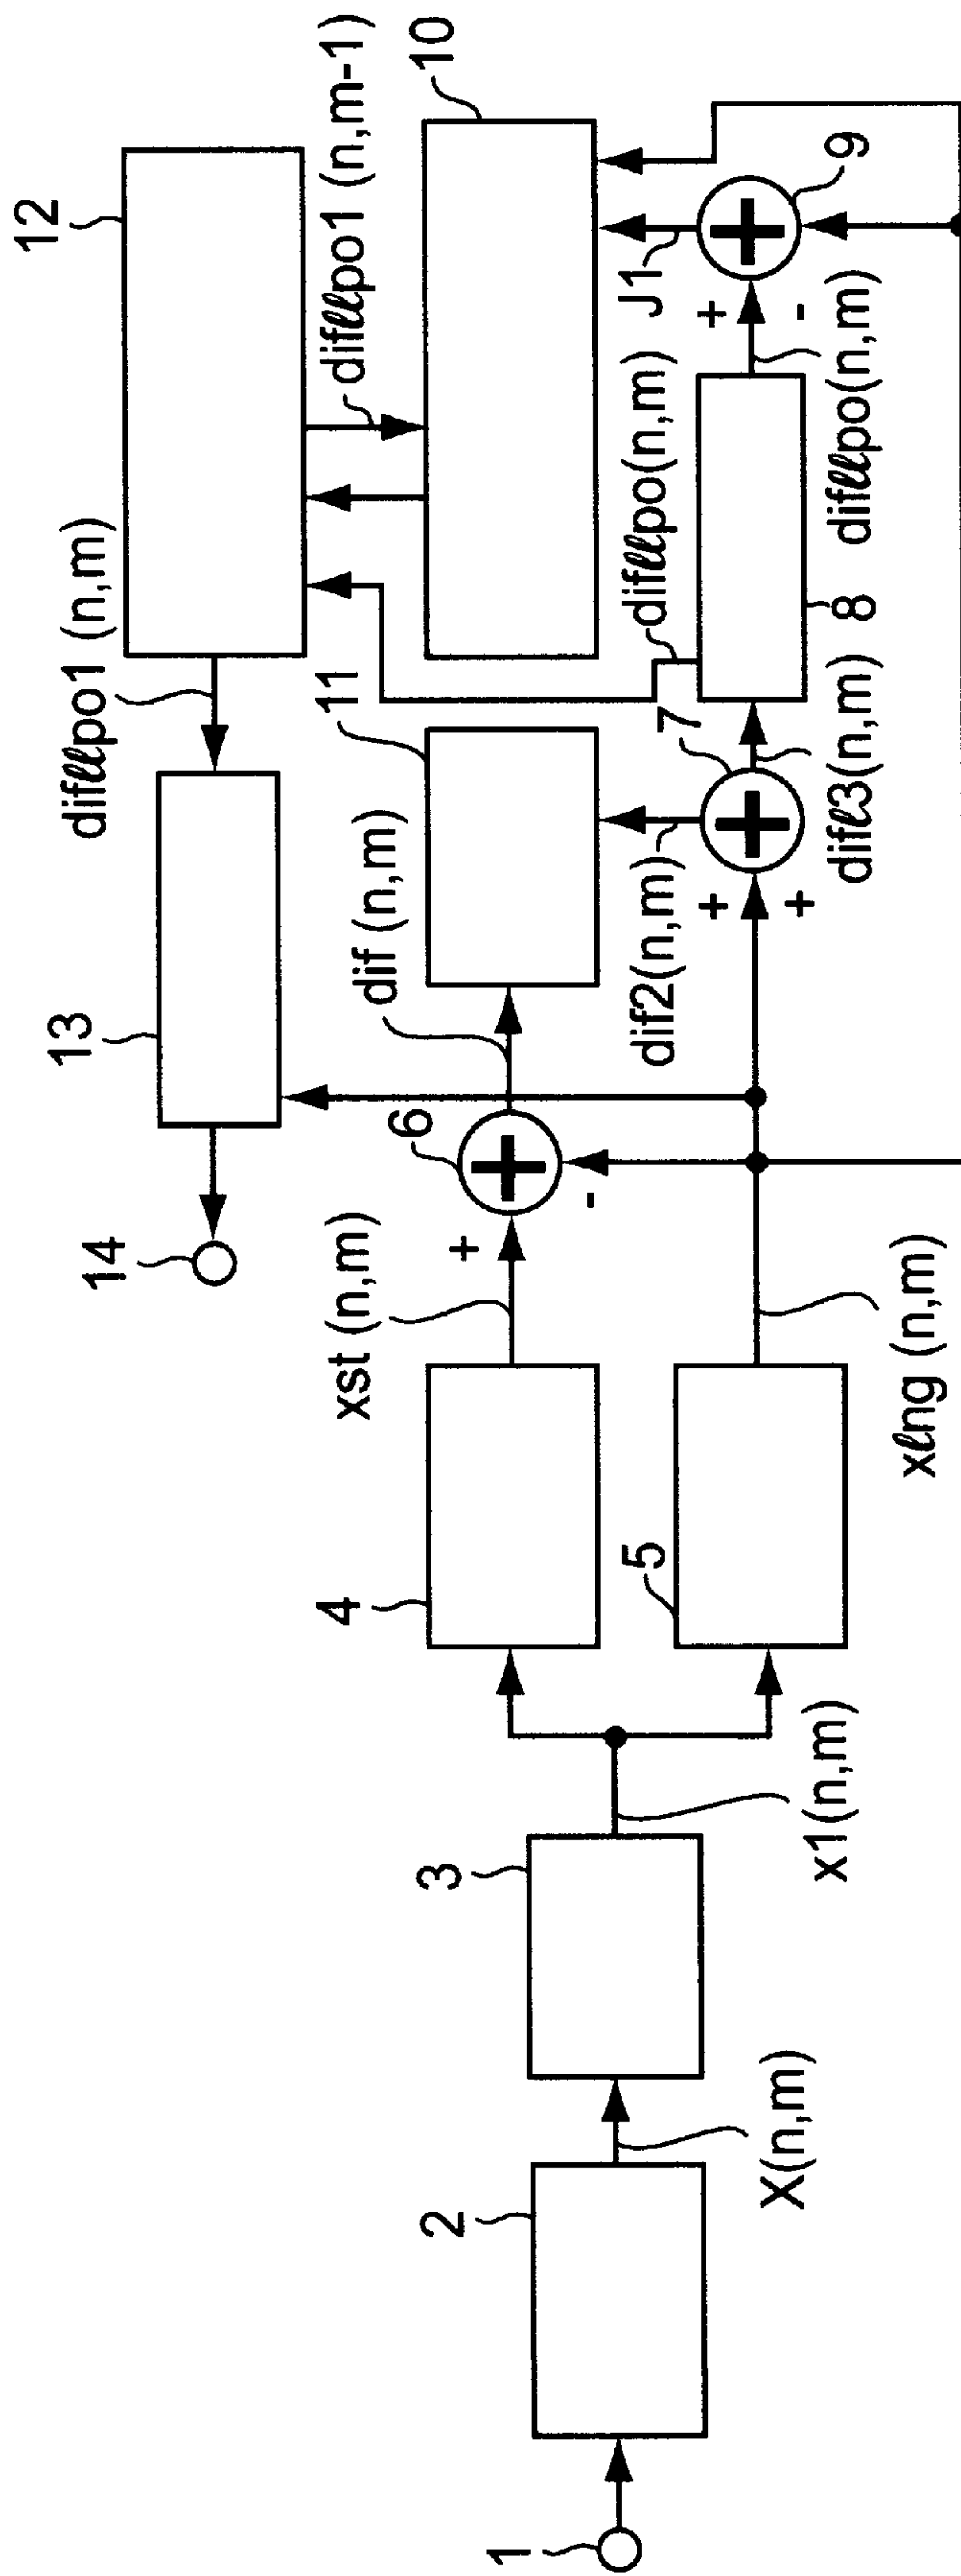 1
2
X(n,m)
3
x1(n,m)
4
5
xst (n,m)
xℓng (n,m)
+
-
6
dif (n,m)
11
dif2(n,m)
+
+
7
difℓ3(n,m)
8
difℓℓpo(n,m)
difℓℓpo(n,m)
+
-
J1
9
10
difℓℓpo1 (n,m-1)
12
difℓℓpo1 (n,m)
13
14